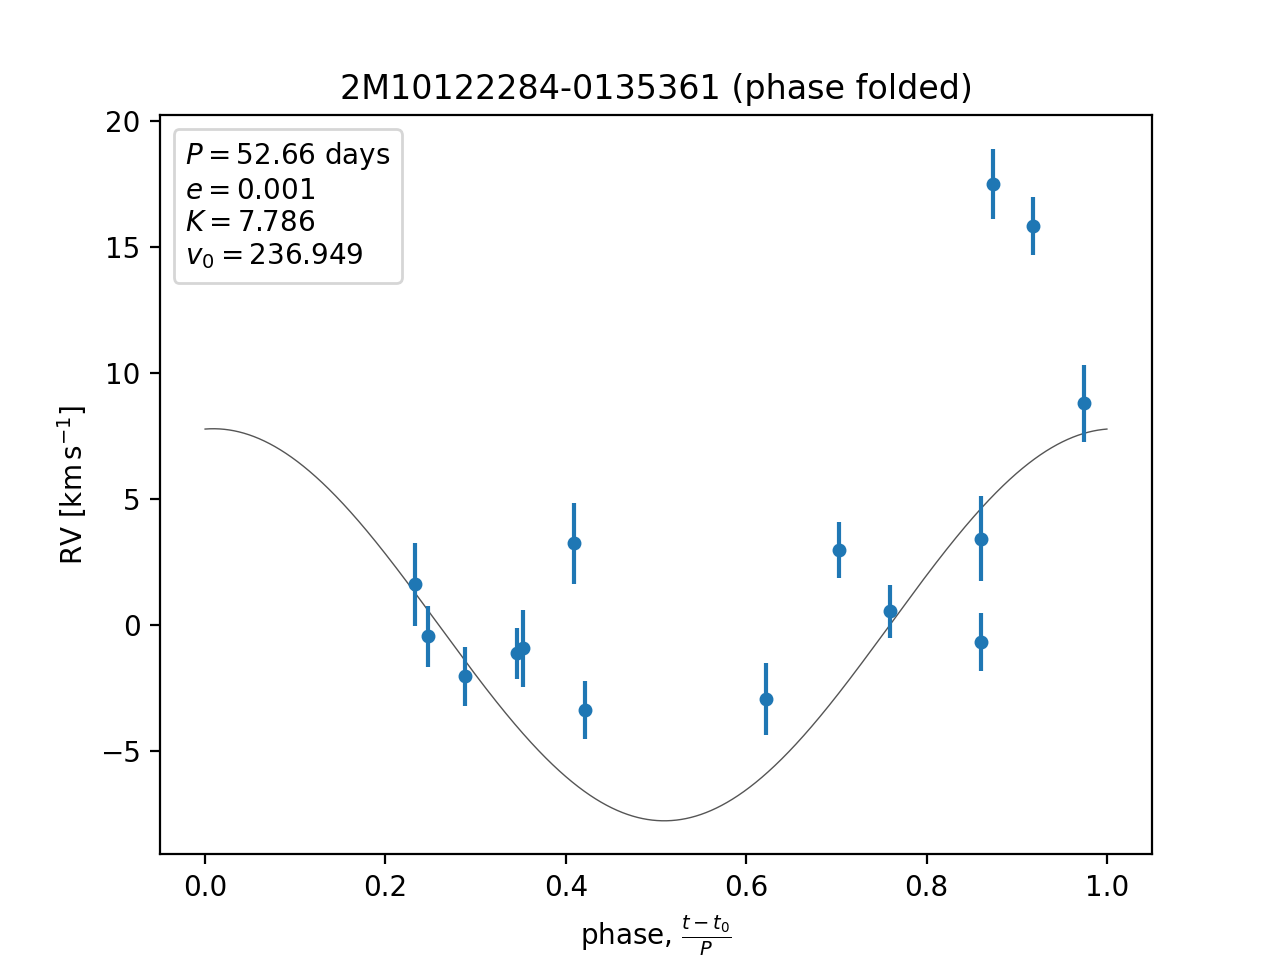 2M10122284-0135361 (phase folded)
P = 52.66 days
e = 0.001
K = 7.786
v₀ = 236.949
20
15
10
5
0
−5
RV [km s⁻¹]
0.0 0.2 0.4 0.6 0.8 1.0
phase, (t − t₀)/P